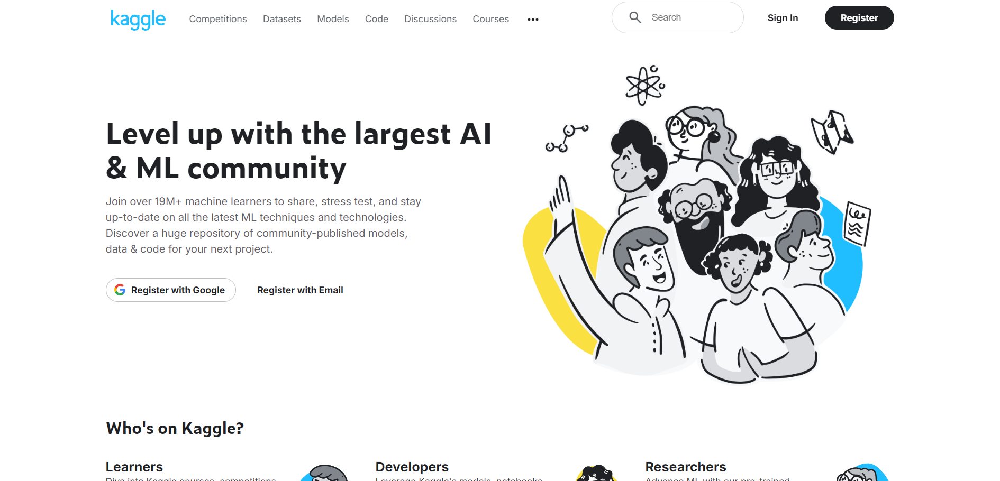 kaggle
Competitions
Datasets
Models
Code
Discussions
Courses
Search
Sign In
Register
Level up with the largest AI
& ML community
Join over 19M+ machine learners to share, stress test, and stay
up-to-date on all the latest ML techniques and technologies.
Discover a huge repository of community-published models,
data & code for your next project.
Register with Google
Register with Email
Who's on Kaggle?
Learners
Dive into Kaggle courses, competitions
Developers
Leverage Kaggle's models, notebooks
Researchers
Advance ML with our pre-trained